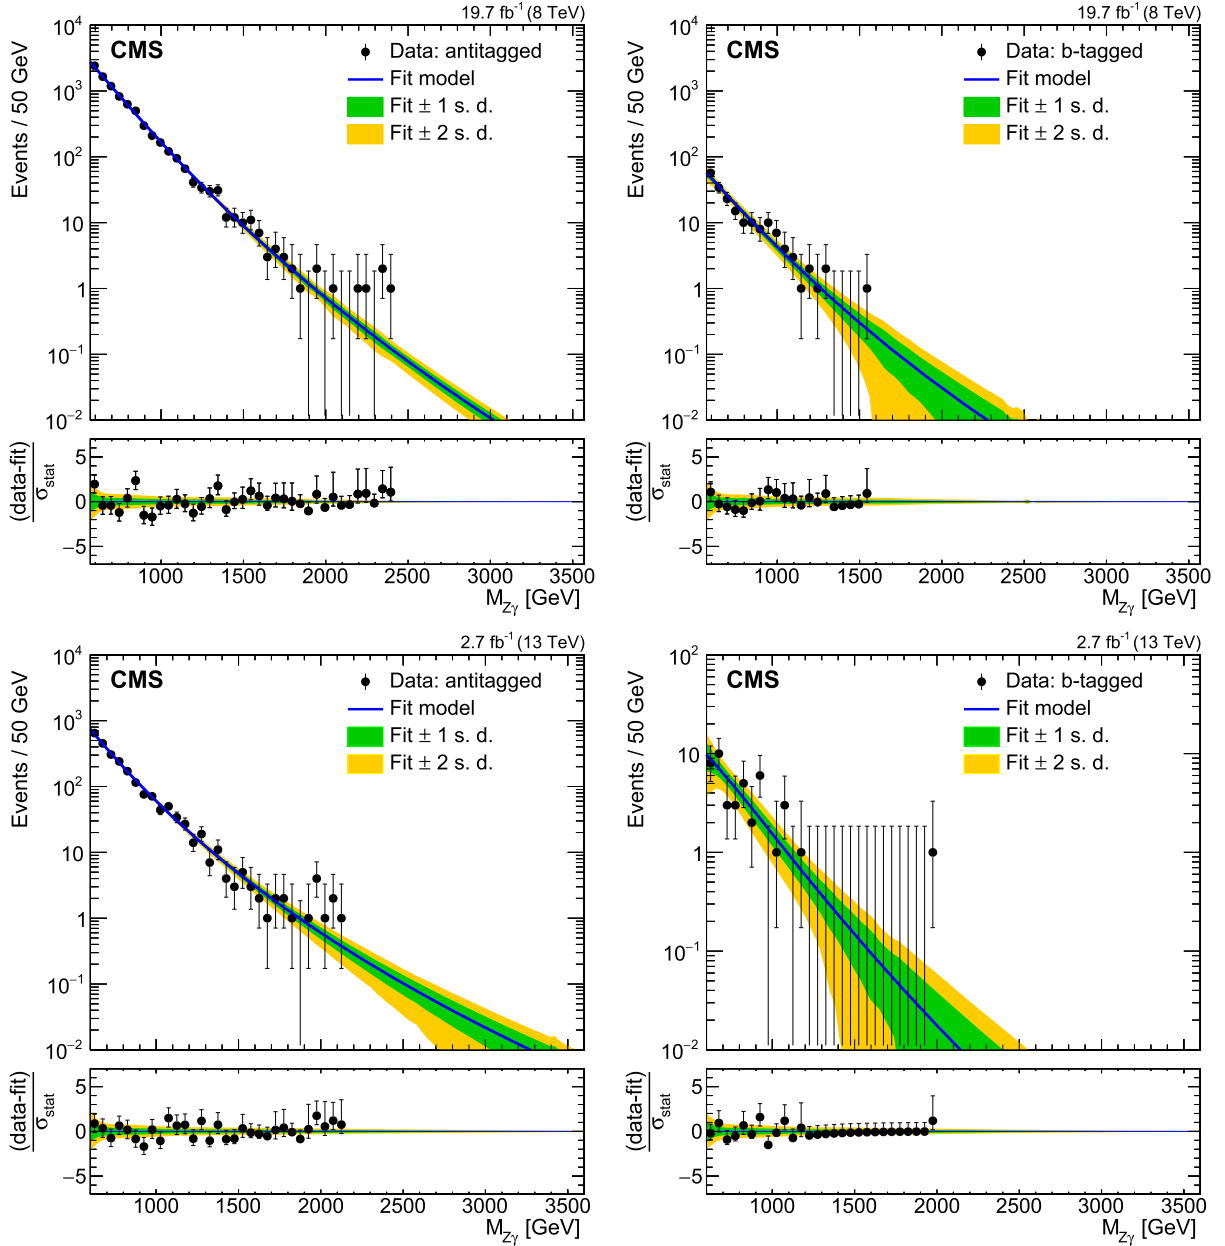 19.7 fb⁻¹ (8 TeV)
Events / 50 GeV
10⁴
10³
10²
10
1
10⁻¹
10⁻²
CMS
Data: antitagged
Fit model
Fit ± 1 s. d.
Fit ± 2 s. d.
(data-fit)
σstat
5
0
−5
1000 1500 2000 2500 3000 3500
M_Zγ [GeV]
19.7 fb⁻¹ (8 TeV)
Events / 50 GeV
10⁴
10³
10²
10
1
10⁻¹
10⁻²
CMS
Data: b-tagged
Fit model
Fit ± 1 s. d.
Fit ± 2 s. d.
(data-fit)
σstat
5
0
−5
1000 1500 2000 2500 3000 3500
M_Zγ [GeV]
2.7 fb⁻¹ (13 TeV)
Events / 50 GeV
10⁴
10³
10²
10
1
10⁻¹
10⁻²
CMS
Data: antitagged
Fit model
Fit ± 1 s. d.
Fit ± 2 s. d.
(data-fit)
σstat
5
0
−5
1000 1500 2000 2500 3000 3500
M_Zγ [GeV]
2.7 fb⁻¹ (13 TeV)
Events / 50 GeV
10²
10
1
10⁻¹
10⁻²
CMS
Data: b-tagged
Fit model
Fit ± 1 s. d.
Fit ± 2 s. d.
(data-fit)
σstat
5
0
−5
1000 1500 2000 2500 3000 3500
M_Zγ [GeV]